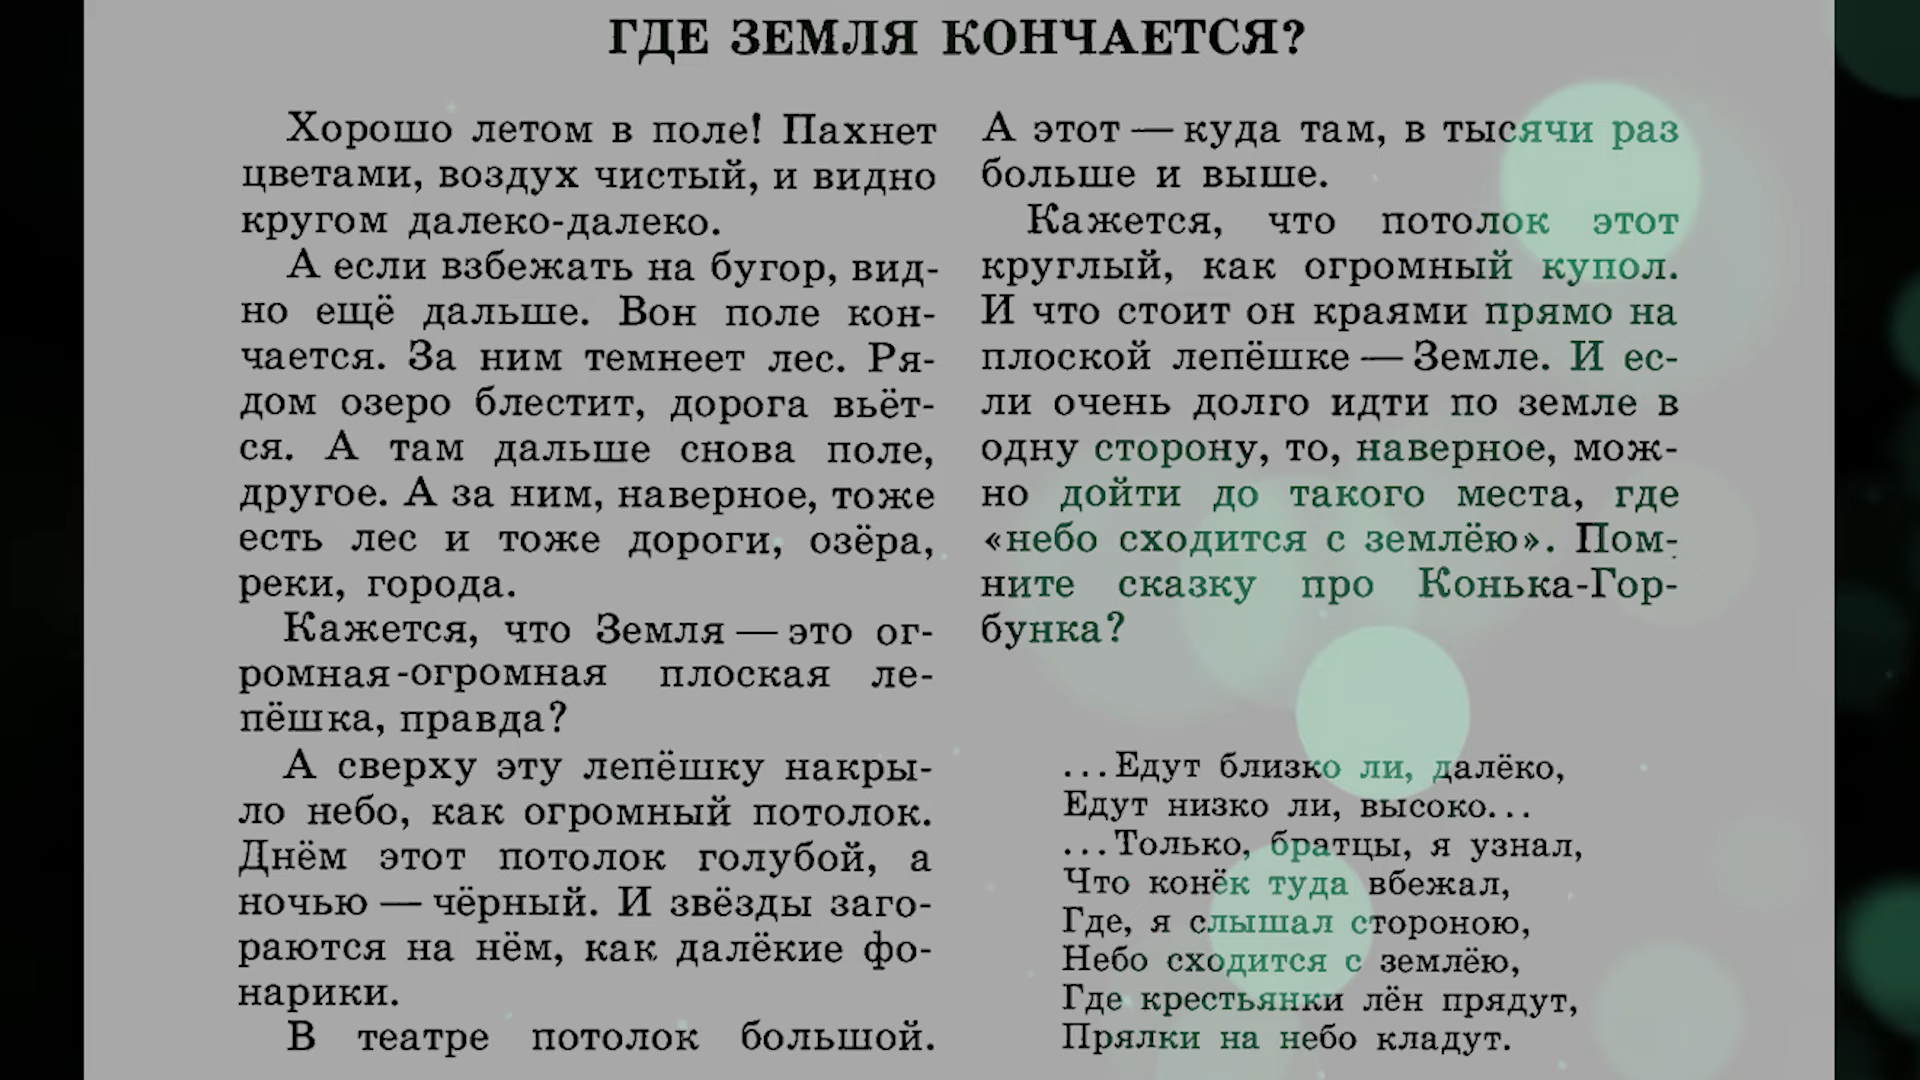 ГДЕ ЗЕМЛЯ КОНЧАЕТСЯ?
Хорошо летом в поле! Пахнет
цветами, воздух чистый, и видно
кругом далеко-далеко.
А если взбежать на бугор, вид-
но ещё дальше. Вон поле кон-
чается. За ним темнеет лес. Ря-
дом озеро блестит, дорога вьёт-
ся. А там дальше снова поле,
другое. А за ним, наверное, тоже
есть лес и тоже дороги, озёра,
реки, города.
Кажется, что Земля — это ог-
ромная-огромная плоская ле-
пёшка, правда?
А сверху эту лепёшку накры-
ло небо, как огромный потолок.
Днём этот потолок голубой, а
ночью — чёрный. И звёзды заго-
раются на нём, как далёкие фо-
нарики.
В театре потолок большой.
А этот — куда там, в тысячи раз
больше и выше.
Кажется, что потолок этот
круглый, как огромный купол.
И что стоит он краями прямо на
плоской лепёшке — Земле. И ес-
ли очень долго идти по земле в
одну сторону, то, наверное, мож-
но дойти до такого места, где
«небо сходится с землёю». Пом-
ните сказку про Конька-Гор-
бунка?
...Едут близко ли, далёко,
Едут низко ли, высоко...
...Только, братцы, я узнал,
Что конёк туда вбежал,
Где, я слышал стороною,
Небо сходится с землёю,
Где крестьянки лён прядут,
Прялки на небо кладут.